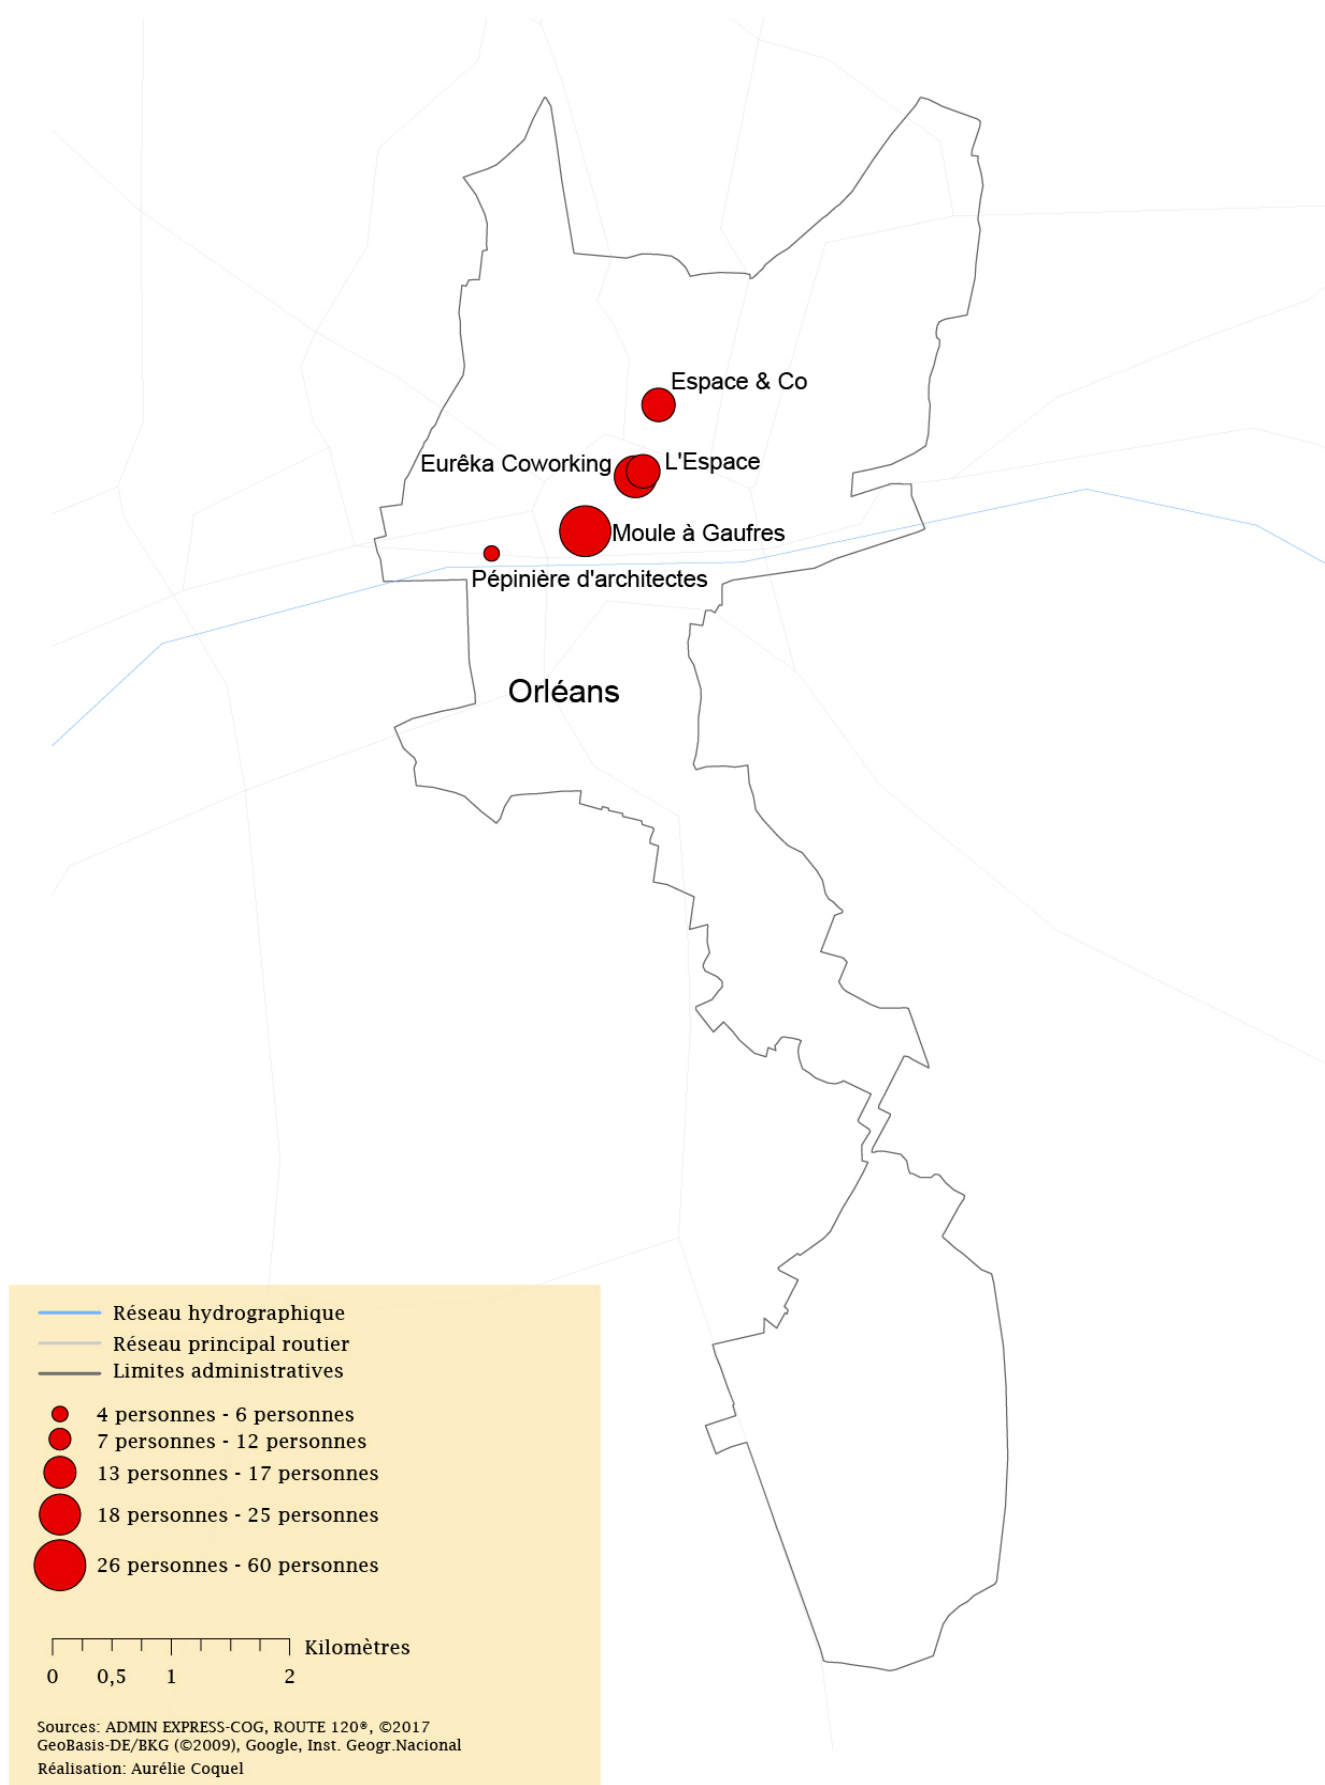 Espace & Co
Eurêka Coworking
L'Espace
Moule à Gaufres
Pépinière d'architectes
Orléans
Réseau hydrographique
Réseau principal routier
Limites administratives
4 personnes - 6 personnes
7 personnes - 12 personnes
13 personnes - 17 personnes
18 personnes - 25 personnes
26 personnes - 60 personnes
Kilomètres
0 0,5 1 2
Sources: ADMIN EXPRESS-COG, ROUTE 120®, ©2017
GeoBasis-DE/BKG (©2009), Google, Inst. Geogr.Nacional
Réalisation: Aurélie Coquel